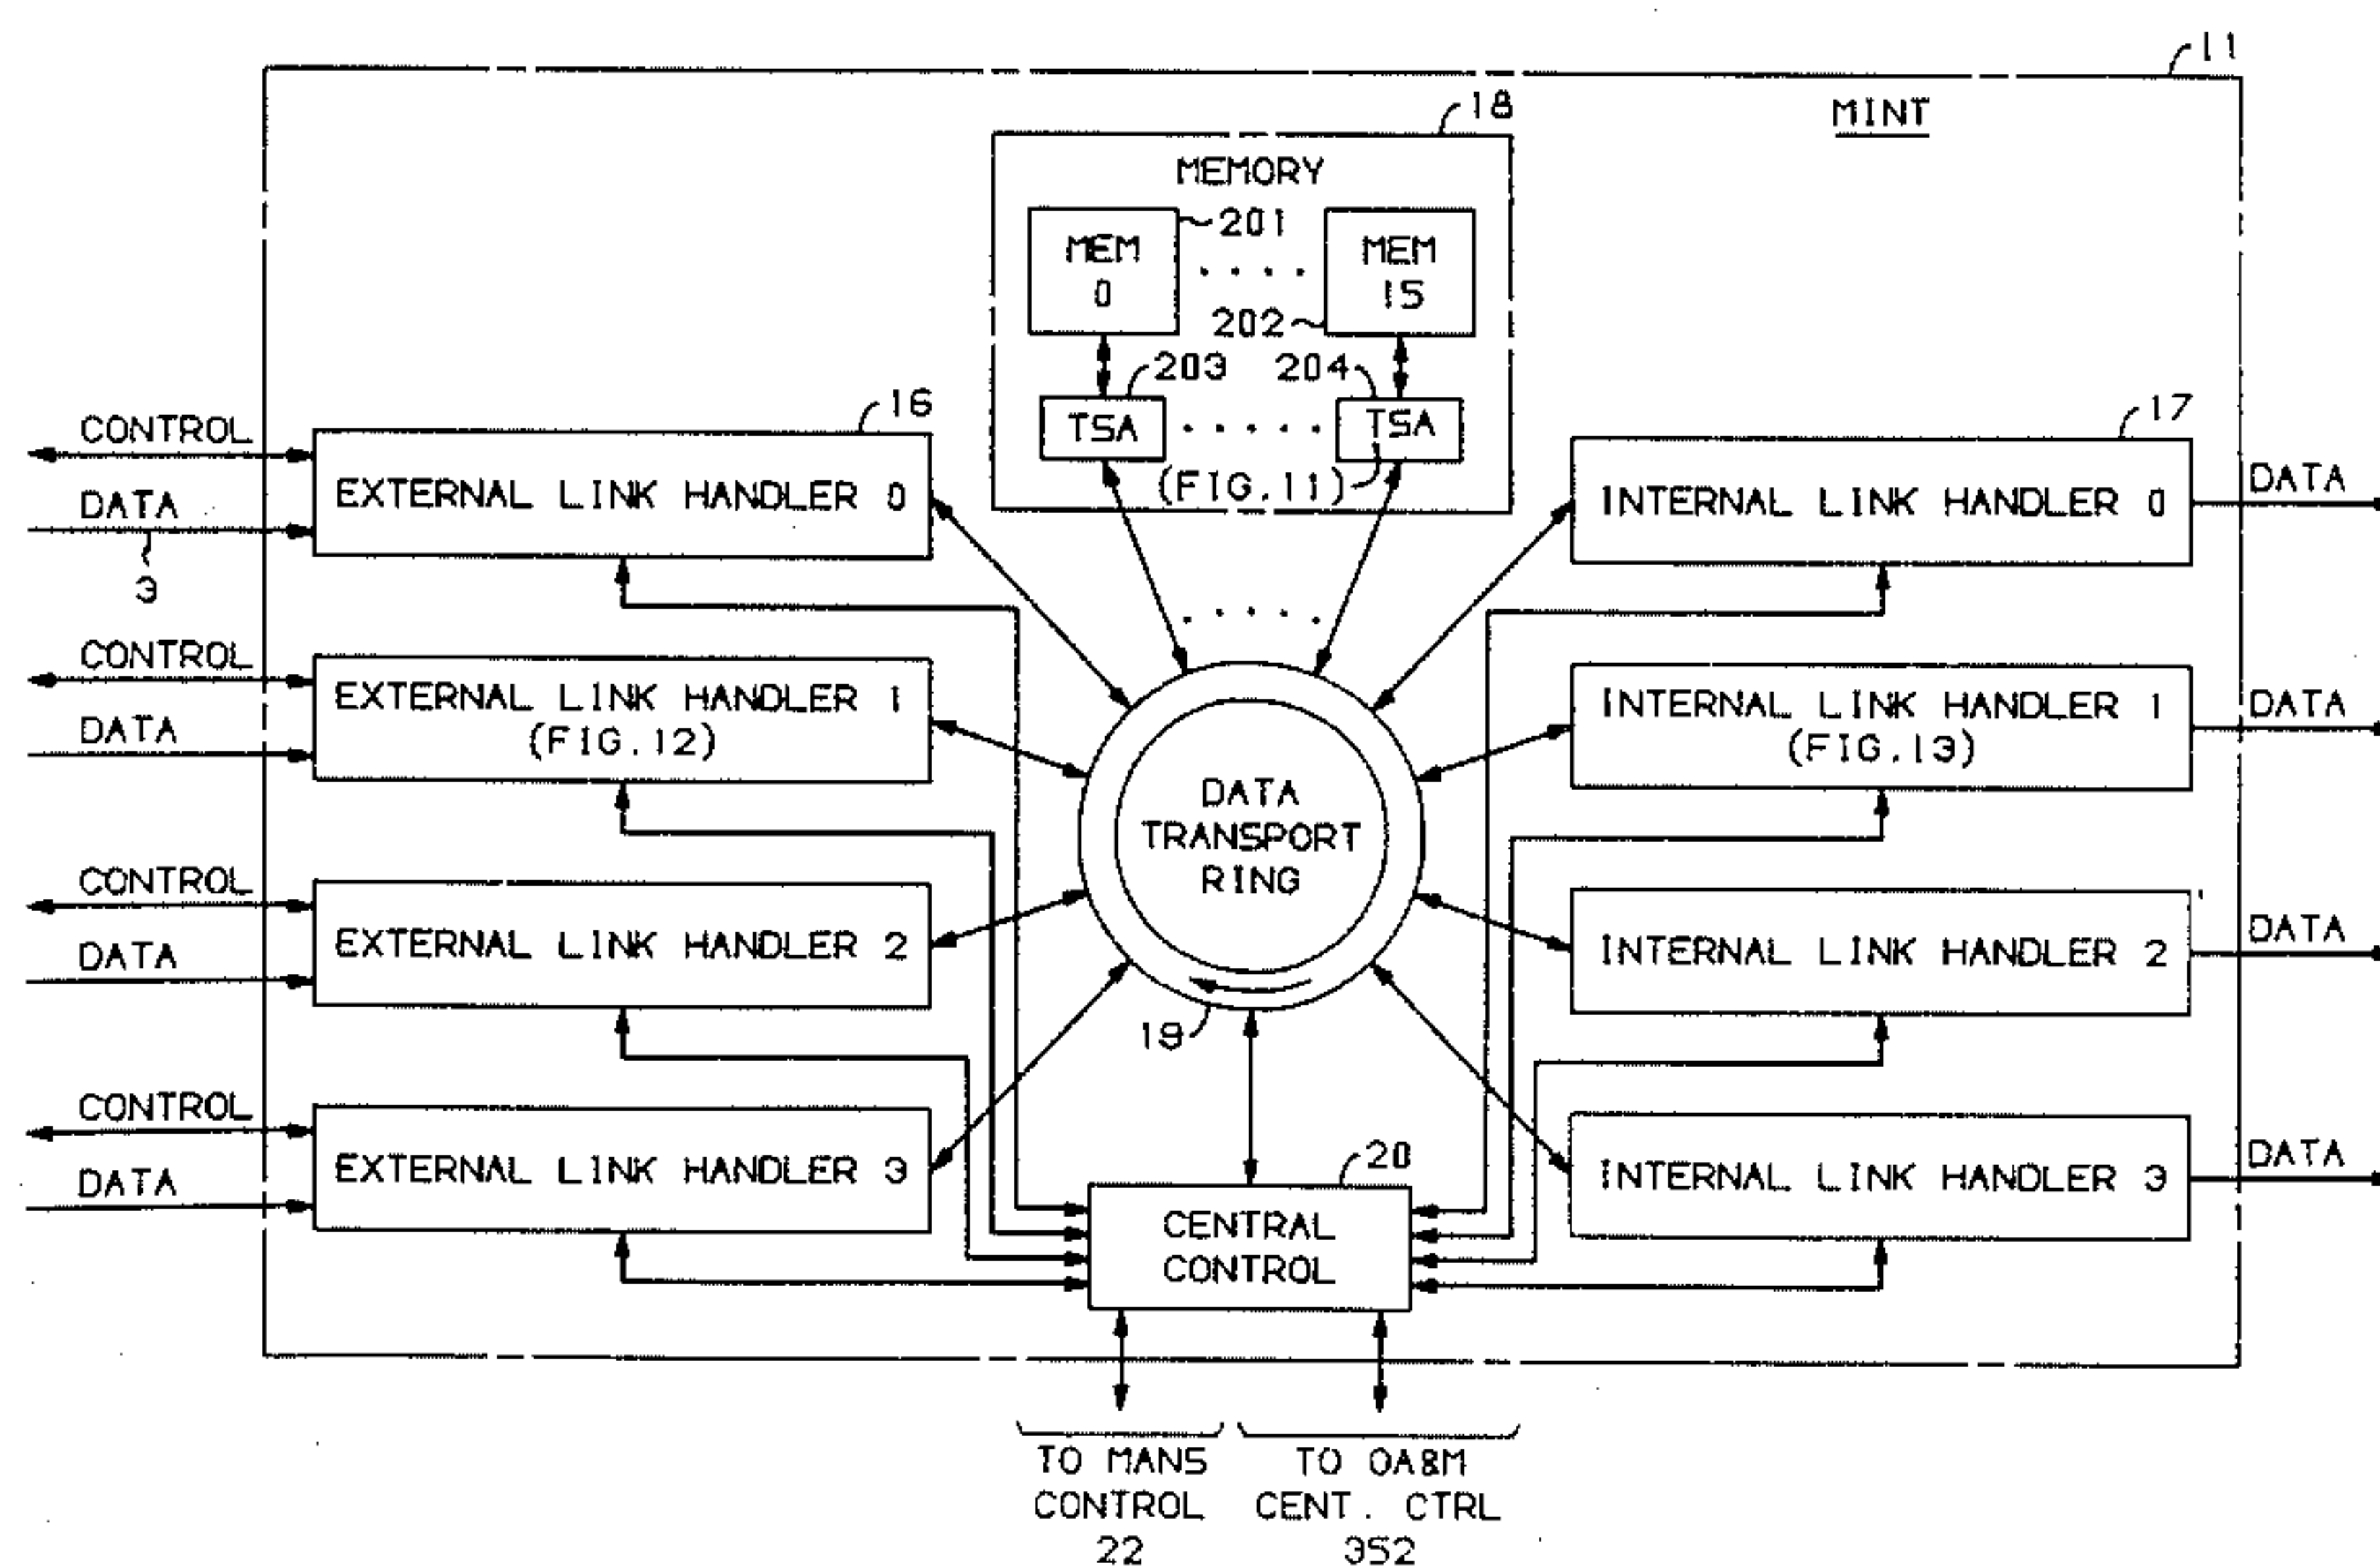 11
MINT
18
MEMORY
MEM
0
201
MEM
15
202
203
204
TSA
TSA
(FIG.11)
CONTROL
DATA
3
16
EXTERNAL LINK HANDLER 0
CONTROL
DATA
EXTERNAL LINK HANDLER 1
(FIG.12)
CONTROL
DATA
EXTERNAL LINK HANDLER 2
CONTROL
DATA
EXTERNAL LINK HANDLER 3
DATA
TRANSPORT
RING
19
17
INTERNAL LINK HANDLER 0
DATA
INTERNAL LINK HANDLER 1
(FIG.13)
DATA
INTERNAL LINK HANDLER 2
DATA
INTERNAL LINK HANDLER 3
DATA
20
CENTRAL
CONTROL
TO MANS
CONTROL
22
TO OA&M
CENT. CTRL
352